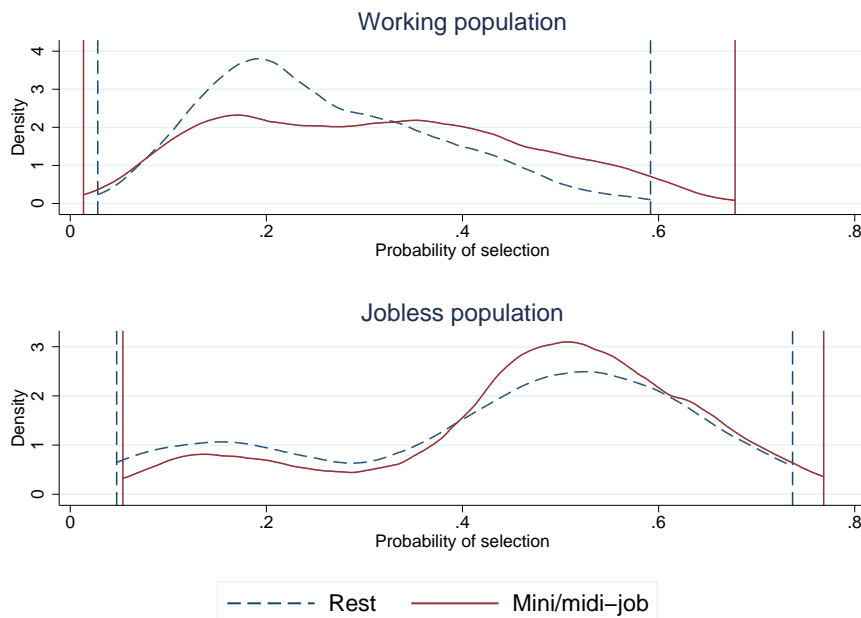 Working population
Density
4
3
2
1
0
0 .2 .4 .6 .8
Probability of selection
Jobless population
Density
3
2
1
0
0 .2 .4 .6 .8
Probability of selection
Rest Mini/midi−job